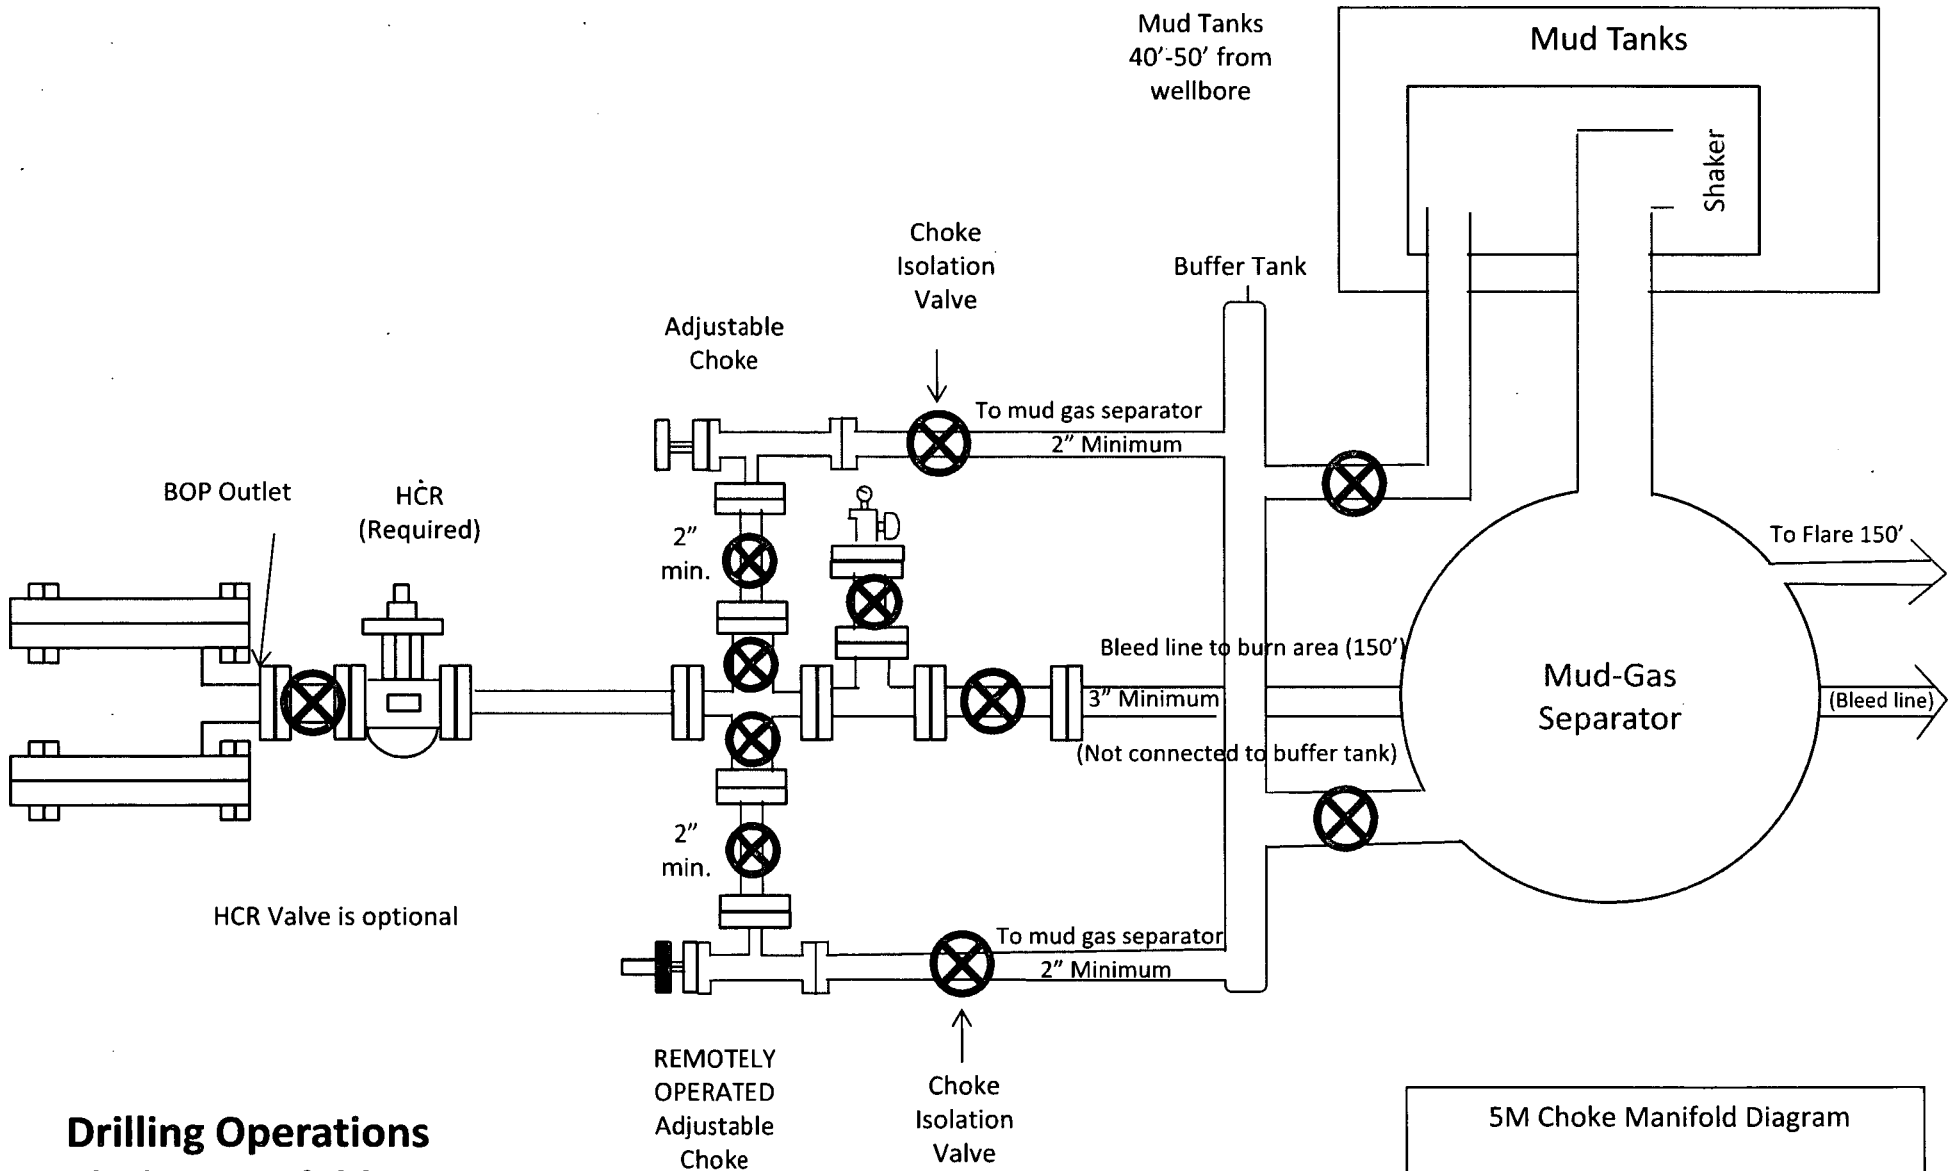 Mud Tanks
40’-50’ from
wellbore
Mud Tanks
Shaker
Choke
Isolation
Valve
Buffer Tank
Adjustable
Choke
To mud gas separator
2” Minimum
BOP Outlet
HCR
(Required)
2”
min.
To Flare 150’
Bleed line to burn area (150’)
3” Minimum
(Not connected to buffer tank)
Mud-Gas
Separator
(Bleed line)
2”
min.
HCR Valve is optional
To mud gas separator
2” Minimum
REMOTELY
OPERATED
Adjustable
Choke
Choke
Isolation
Valve
Drilling Operations
5M Choke Manifold Diagram